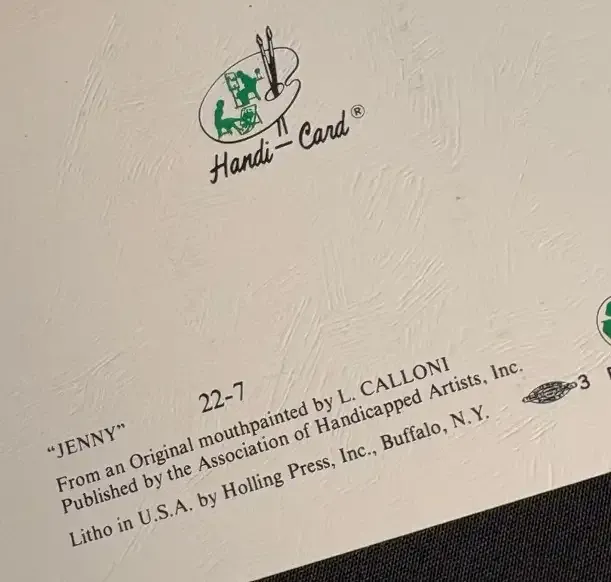 Handi-Card®
22-7
"JENNY"
From an Original mouthpainted by L. CALLONI
Published by the Association of Handicapped Artists, Inc.
Litho in U.S.A. by Holling Press, Inc., Buffalo, N.Y.
3